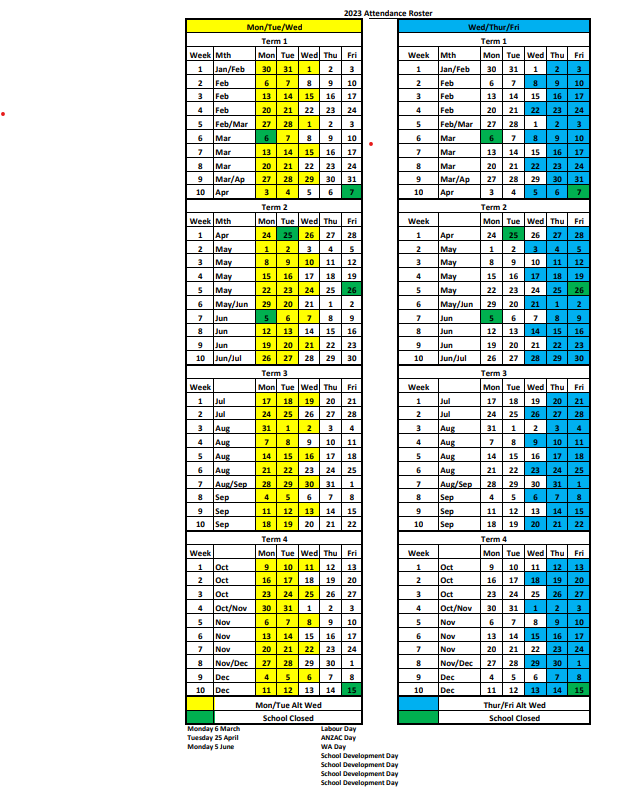 2023 Attendance Roster
Mon/Tue/Wed
Term 1
Week Mth Mon Tue Wed Thu Fri
1 Jan/Feb 30 31 1 2 3
2 Feb 6 7 8 9 10
3 Feb 13 14 15 16 17
4 Feb 20 21 22 23 24
5 Feb/Mar 27 28 1 2 3
6 Mar 6 7 8 9 10
7 Mar 13 14 15 16 17
8 Mar 20 21 22 23 24
9 Mar/Ap 27 28 29 30 31
10 Apr 3 4 5 6 7
Term 2
Week Mth Mon Tue Wed Thu Fri
1 Apr 24 25 26 27 28
2 May 1 2 3 4 5
3 May 8 9 10 11 12
4 May 15 16 17 18 19
5 May 22 23 24 25 26
6 May/Jun 29 20 21 1 2
7 Jun 5 6 7 8 9
8 Jun 12 13 14 15 16
9 Jun 19 20 21 22 23
10 Jun/Jul 26 27 28 29 30
Term 3
Week Mon Tue Wed Thu Fri
1 Jul 17 18 19 20 21
2 Jul 24 25 26 27 28
3 Aug 31 1 2 3 4
4 Aug 7 8 9 10 11
5 Aug 14 15 16 17 18
6 Aug 21 22 23 24 25
7 Aug/Sep 28 29 30 31 1
8 Sep 4 5 6 7 8
9 Sep 11 12 13 14 15
10 Sep 18 19 20 21 22
Term 4
Week Mon Tue Wed Thu Fri
1 Oct 9 10 11 12 13
2 Oct 16 17 18 19 20
3 Oct 23 24 25 26 27
4 Oct/Nov 30 31 1 2 3
5 Nov 6 7 8 9 10
6 Nov 13 14 15 16 17
7 Nov 20 21 22 23 24
8 Nov/Dec 27 28 29 30 1
9 Dec 4 5 6 7 8
10 Dec 11 12 13 14 15
Mon/Tue Alt Wed
School Closed
Wed/Thur/Fri
Term 1
Week Mth Mon Tue Wed Thu Fri
1 Jan/Feb 30 31 1 2 3
2 Feb 6 7 8 9 10
3 Feb 13 14 15 16 17
4 Feb 20 21 22 23 24
5 Feb/Mar 27 28 1 2 3
6 Mar 6 7 8 9 10
7 Mar 13 14 15 16 17
8 Mar 20 21 22 23 24
9 Mar/Ap 27 28 29 30 31
10 Apr 3 4 5 6 7
Term 2
Week Mon Tue Wed Thu Fri
1 Apr 24 25 26 27 28
2 May 1 2 3 4 5
3 May 8 9 10 11 12
4 May 15 16 17 18 19
5 May 22 23 24 25 26
6 May/Jun 29 20 21 1 2
7 Jun 5 6 7 8 9
8 Jun 12 13 14 15 16
9 Jun 19 20 21 22 23
10 Jun/Jul 26 27 28 29 30
Term 3
Week Mon Tue Wed Thu Fri
1 Jul 17 18 19 20 21
2 Jul 24 25 26 27 28
3 Aug 31 1 2 3 4
4 Aug 7 8 9 10 11
5 Aug 14 15 16 17 18
6 Aug 21 22 23 24 25
7 Aug/Sep 28 29 30 31 1
8 Sep 4 5 6 7 8
9 Sep 11 12 13 14 15
10 Sep 18 19 20 21 22
Term 4
Week Mon Tue Wed Thu Fri
1 Oct 9 10 11 12 13
2 Oct 16 17 18 19 20
3 Oct 23 24 25 26 27
4 Oct/Nov 30 31 1 2 3
5 Nov 6 7 8 9 10
6 Nov 13 14 15 16 17
7 Nov 20 21 22 23 24
8 Nov/Dec 27 28 29 30 1
9 Dec 4 5 6 7 8
10 Dec 11 12 13 14 15
Thur/Fri Alt Wed
School Closed
Monday 6 March Labour Day
Tuesday 25 April ANZAC Day
Monday 5 June WA Day
School Development Day
School Development Day
School Development Day
School Development Day